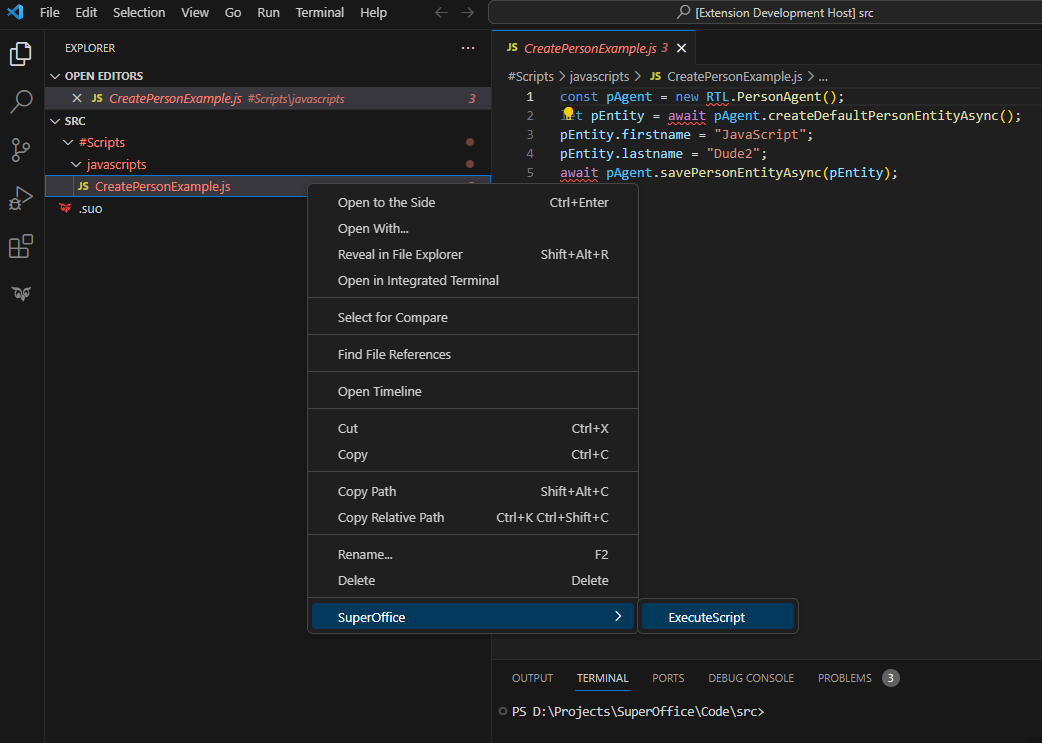 File Edit Selection View Go Run Terminal Help
[Extension Development Host] src
EXPLORER
OPEN EDITORS
JS CreatePersonExample.js #Scripts\javascripts 3
SRC
#Scripts
javascripts
JS CreatePersonExample.js
.suo
JS CreatePersonExample.js 3
#Scripts > javascripts > JS CreatePersonExample.js > ...
1 const pAgent = new RTL.PersonAgent();
2 let pEntity = await pAgent.createDefaultPersonEntityAsync();
3 pEntity.firstname = "JavaScript";
4 pEntity.lastname = "Dude2";
5 await pAgent.savePersonEntityAsync(pEntity);
Open to the Side Ctrl+Enter
Open With...
Reveal in File Explorer Shift+Alt+R
Open in Integrated Terminal
Select for Compare
Find File References
Open Timeline
Cut Ctrl+X
Copy Ctrl+C
Copy Path Shift+Alt+C
Copy Relative Path Ctrl+K Ctrl+Shift+C
Rename... F2
Delete Delete
SuperOffice
ExecuteScript
OUTPUT TERMINAL PORTS DEBUG CONSOLE PROBLEMS 3
PS D:\Projects\SuperOffice\Code\src>